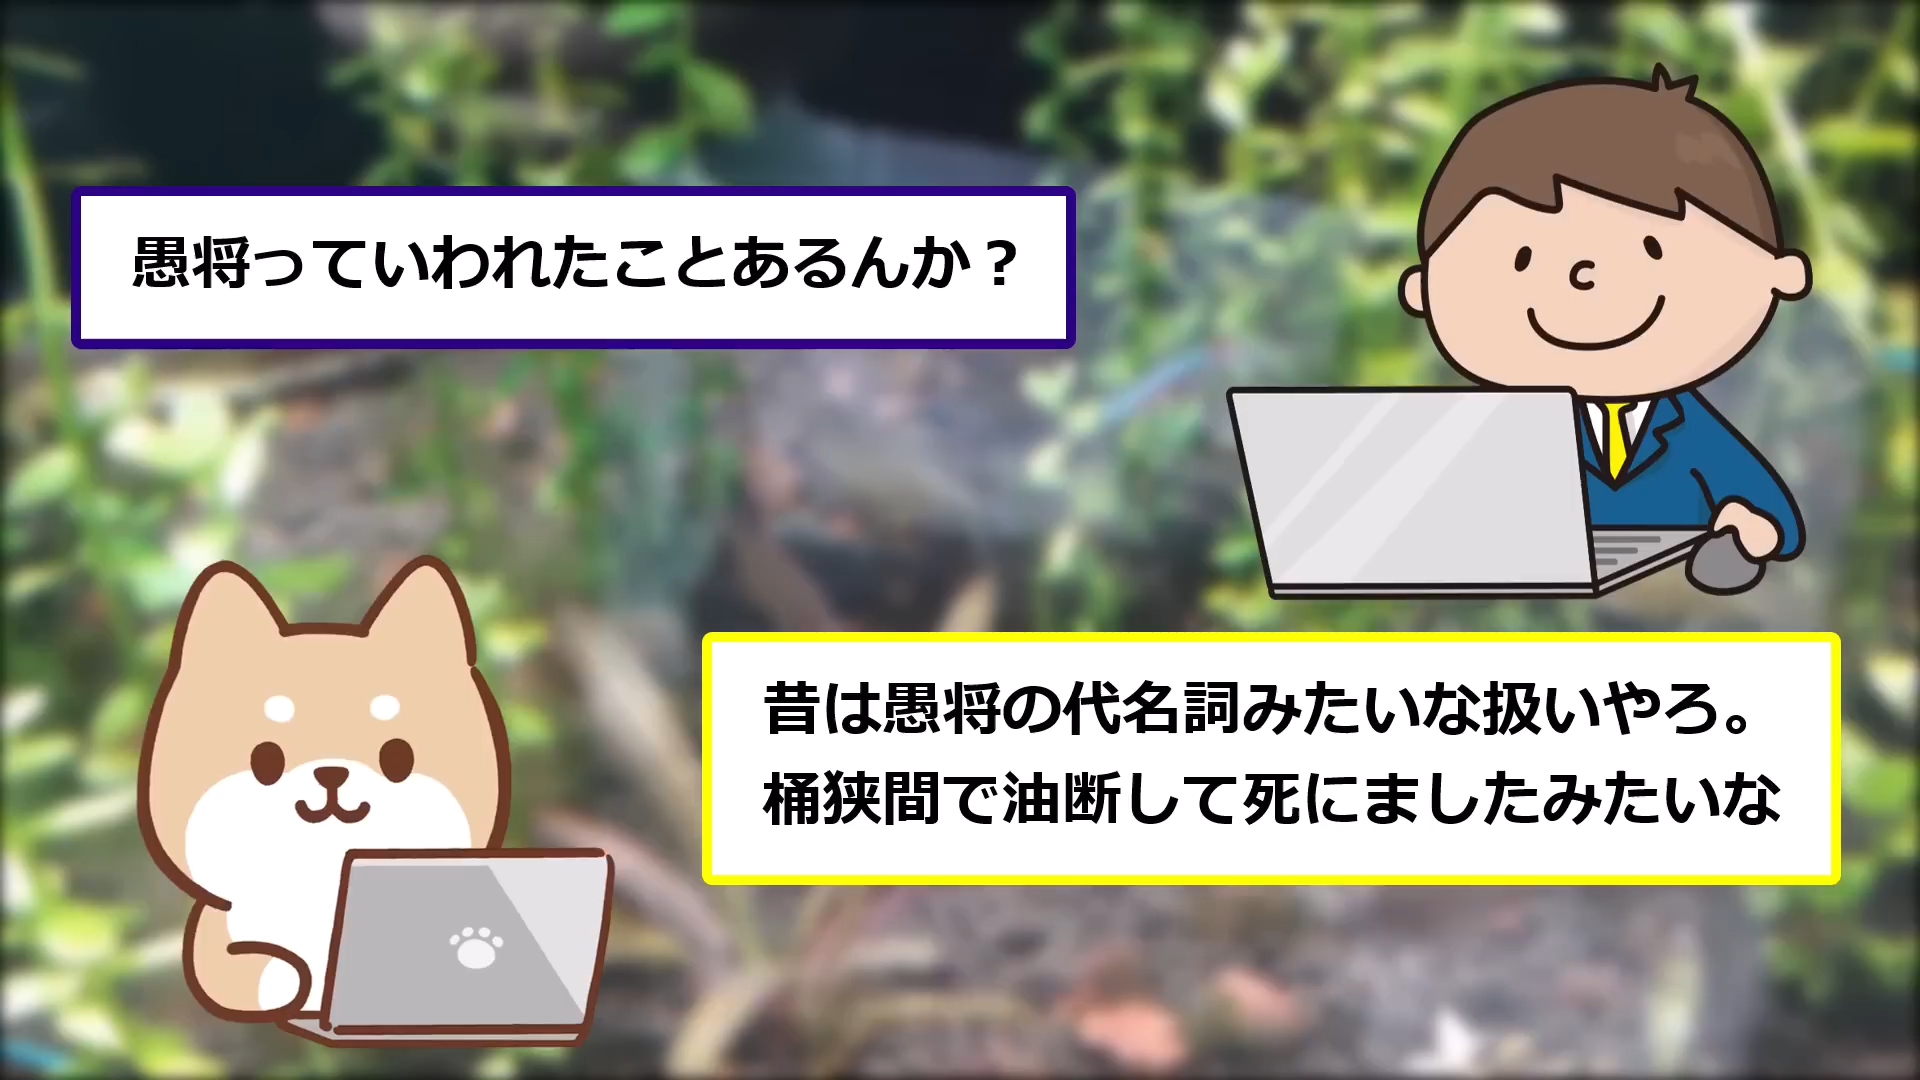 愚将っていわれたことあるんか？
昔は愚将の代名詞みたいな扱いやろ。
桶狭間で油断して死にましたみたいな